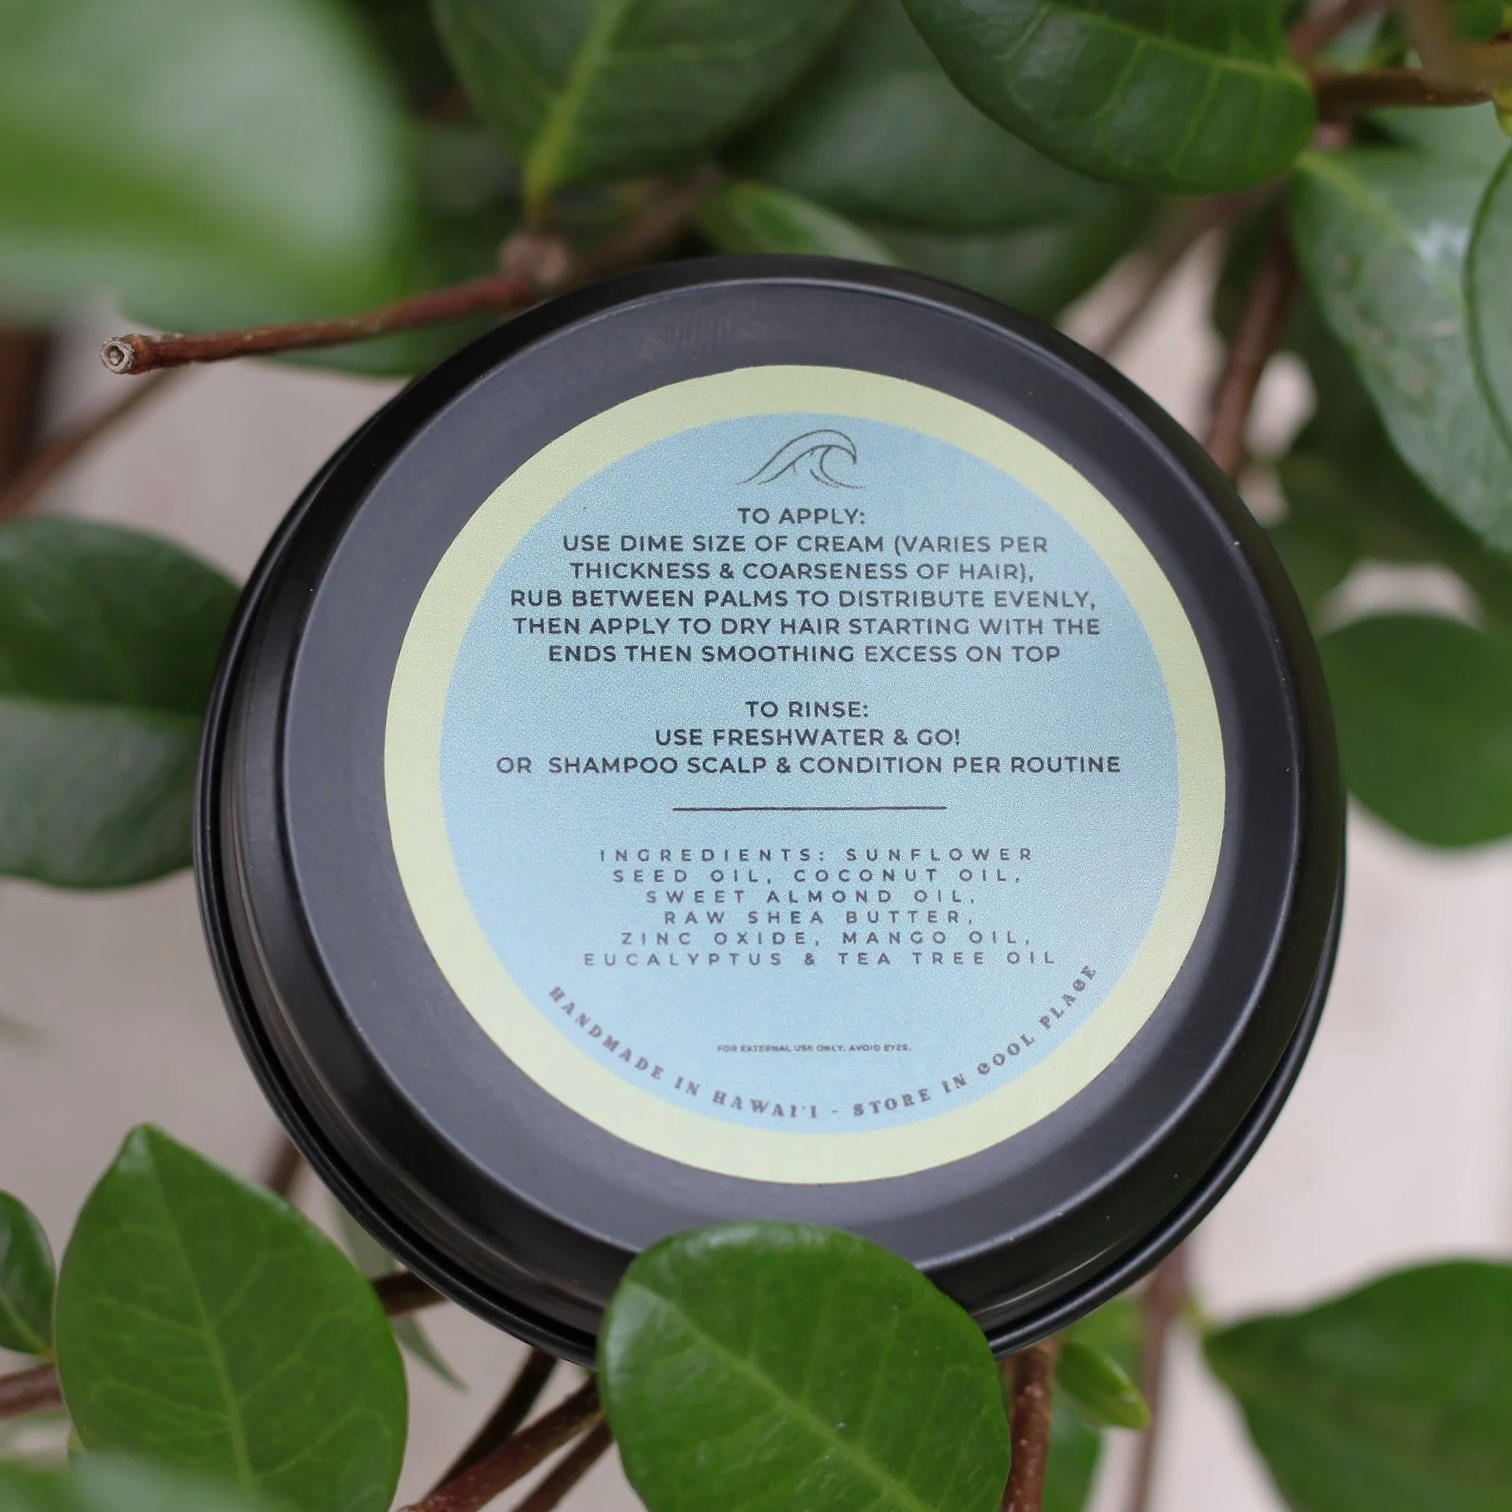 TO APPLY:
USE DIME SIZE OF CREAM (VARIES PER
THICKNESS & COARSENESS OF HAIR),
RUB BETWEEN PALMS TO DISTRIBUTE EVENLY,
THEN APPLY TO DRY HAIR STARTING WITH THE
ENDS THEN SMOOTHING EXCESS ON TOP
TO RINSE:
USE FRESHWATER & GO!
OR SHAMPOO SCALP & CONDITION PER ROUTINE
INGREDIENTS: SUNFLOWER
SEED OIL, COCONUT OIL,
SWEET ALMOND OIL,
RAW SHEA BUTTER,
ZINC OXIDE, MANGO OIL,
EUCALYPTUS & TEA TREE OIL
FOR EXTERNAL USE ONLY. AVOID EYES.
HANDMADE IN HAWAI'I - STORE IN COOL PLACE